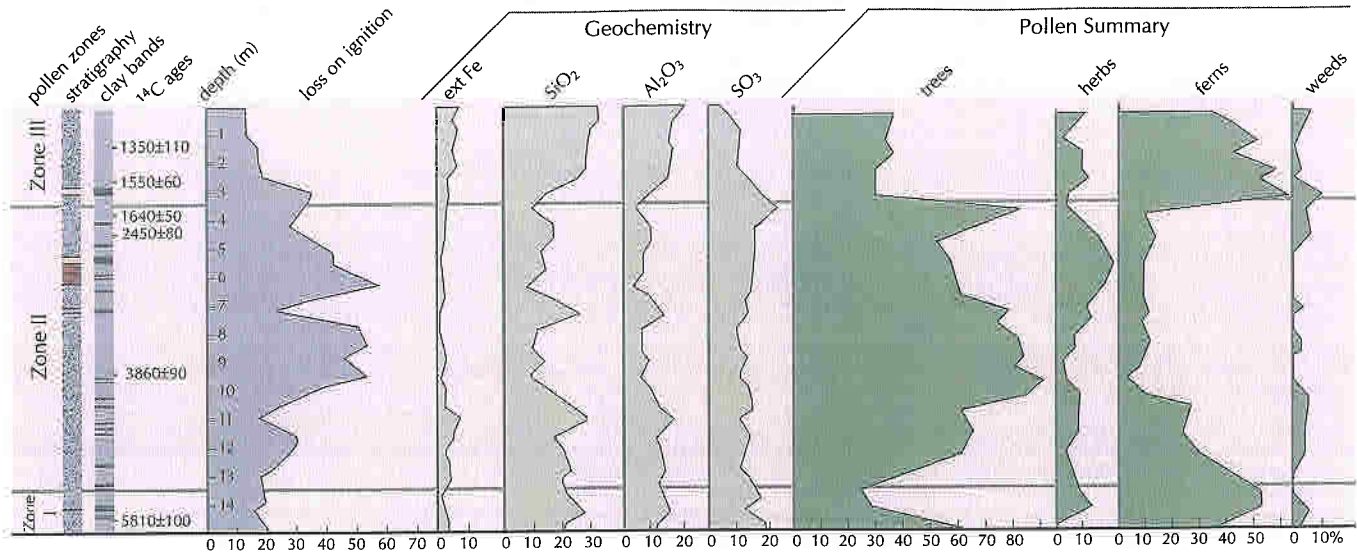 Geochemistry
Pollen Summary
pollen zones
stratigraphy
clay bands
¹⁴C ages
depth (m)
loss on ignition
ext Fe
SiO₂
Al₂O₃
SO₃
trees
herbs
ferns
weeds
Zone III
Zone II
Zone I
1350±110
1550±60
1640±50
2450±80
3860±90
5810±100
1
2
3
4
5
6
7
8
9
10
11
12
13
14
0 10 20 30 40 50 60 70
0 10
0 10 20 30
0 10 20
0 10 20
0 10 20 30 40 50 60 70 80
0 10
0 10 20 30 40 50
0 10%